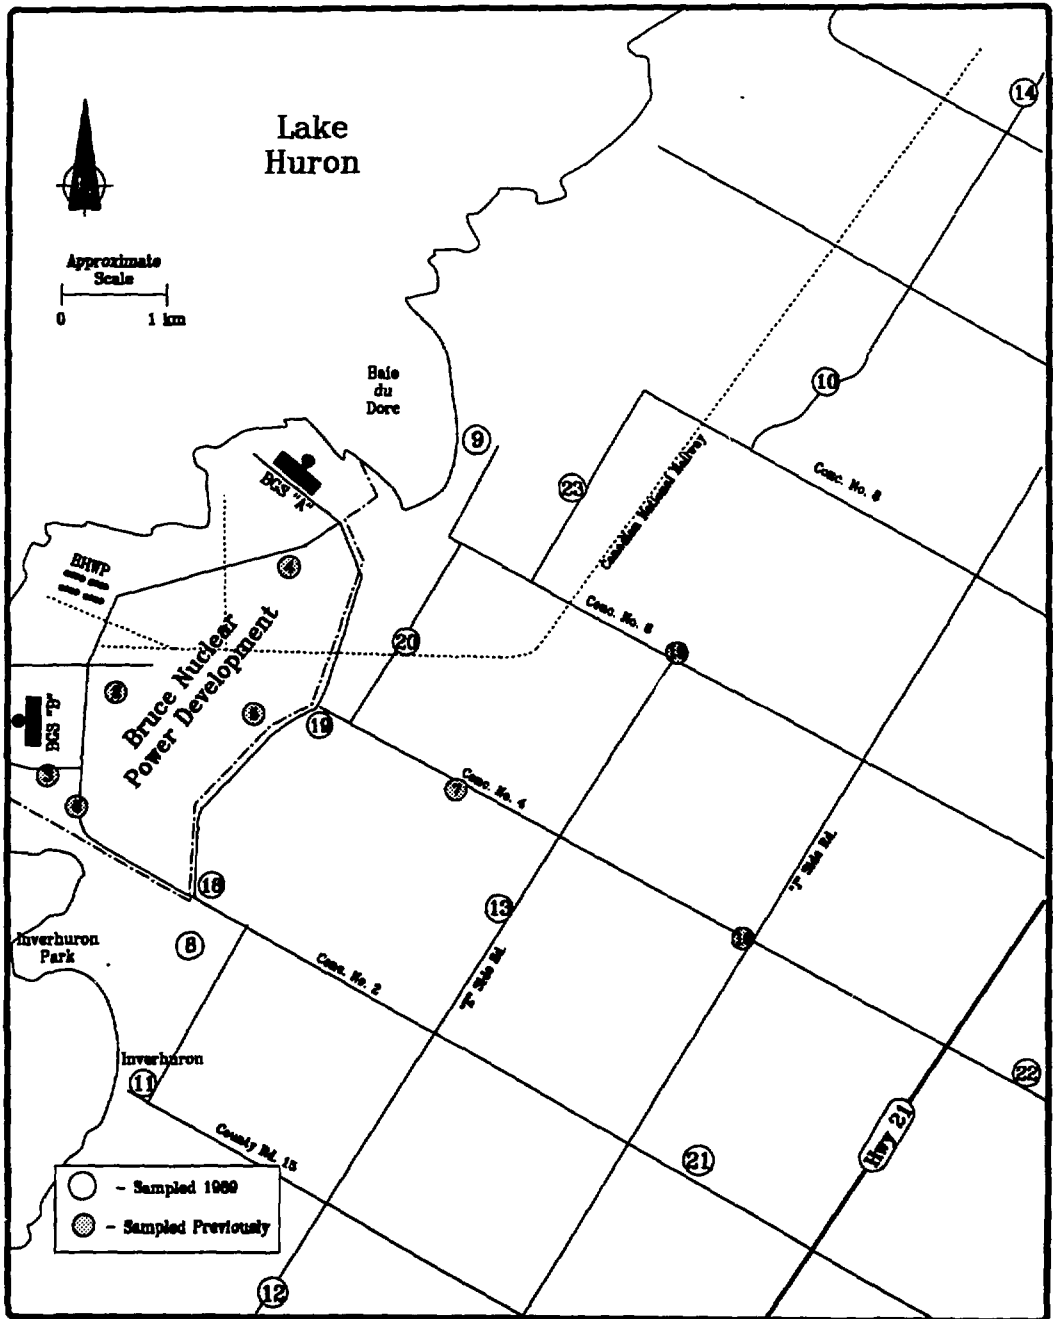 Lake
Huron
14
Approximate
Scale
0 1 km
Baie
du
Dore
10
9
23
Conc. No. 8
Canadian National Railway
BGS "A"
BHWP
4
Conc. No. 6
20
Bruce Nuclear
Power Development
5
19
BGS "B"
Conc. No. 4
7
"J" Side Rd.
18
13
8
Inverhuron
Park
Conc. No. 2
"E" Side Rd.
Inverhuron
11
22
Hwy 21
County Rd. 15
21
- Sampled 1989
- Sampled Previously
12